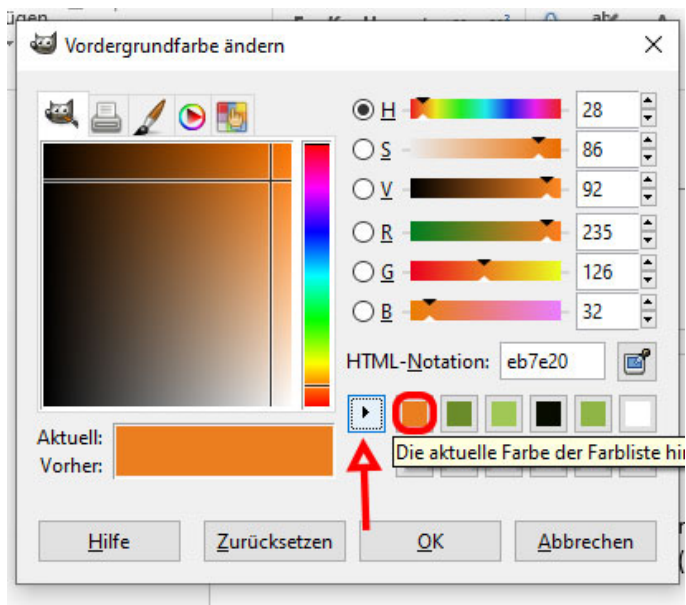 Vordergrundfarbe ändern
H 28
S 86
V 92
R 235
G 126
B 32
HTML-Notation: eb7e20
Aktuell:
Vorher:
Die aktuelle Farbe der Farbliste hi
Hilfe Zurücksetzen OK Abbrechen